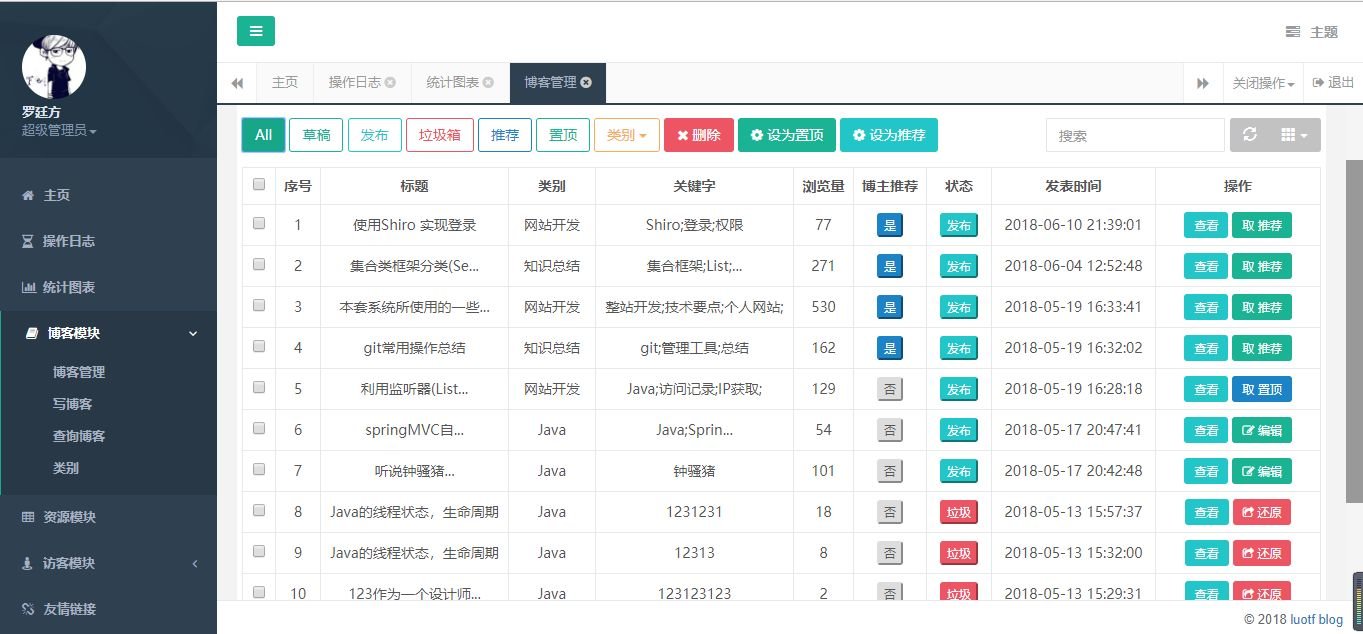 主题
罗廷方
超级管理员
主页 操作日志 统计图表 博客管理 关闭操作 退出
All 草稿 发布 垃圾箱 推荐 置顶 类别 删除 设为置顶 设为推荐 搜索
主页
操作日志
统计图表
博客模块
博客管理
写博客
查询博客
类别
资源模块
访客模块
友情链接
序号 标题 类别 关键字 浏览量 博主推荐 状态 发表时间 操作
1 使用Shiro 实现登录 网站开发 Shiro;登录;权限 77 是 发布 2018-06-10 21:39:01 查看 取 推荐
2 集合类框架分类(Se... 知识总结 集合框架;List;... 271 是 发布 2018-06-04 12:52:48 查看 取 推荐
3 本套系统所使用的一些... 网站开发 整站开发;技术要点;个人网站; 530 是 发布 2018-05-19 16:33:41 查看 取 推荐
4 git常用操作总结 知识总结 git;管理工具;总结 162 是 发布 2018-05-19 16:32:02 查看 取 推荐
5 利用监听器(List... 网站开发 Java;访问记录;IP获取; 129 否 发布 2018-05-19 16:28:18 查看 取 置顶
6 springMVC自... Java Java;Sprin... 54 否 发布 2018-05-17 20:47:41 查看 编辑
7 听说钟骚猪... Java 钟骚猪 101 否 发布 2018-05-17 20:42:48 查看 编辑
8 Java的线程状态，生命周期 Java 1231231 18 否 垃圾 2018-05-13 15:57:37 查看 还原
9 Java的线程状态，生命周期 Java 12313 8 否 垃圾 2018-05-13 15:32:00 查看 还原
10 123作为一个设计师... Java 123123123 2 否 垃圾 2018-05-13 15:29:31 查看 还原
© 2018 luotf blog